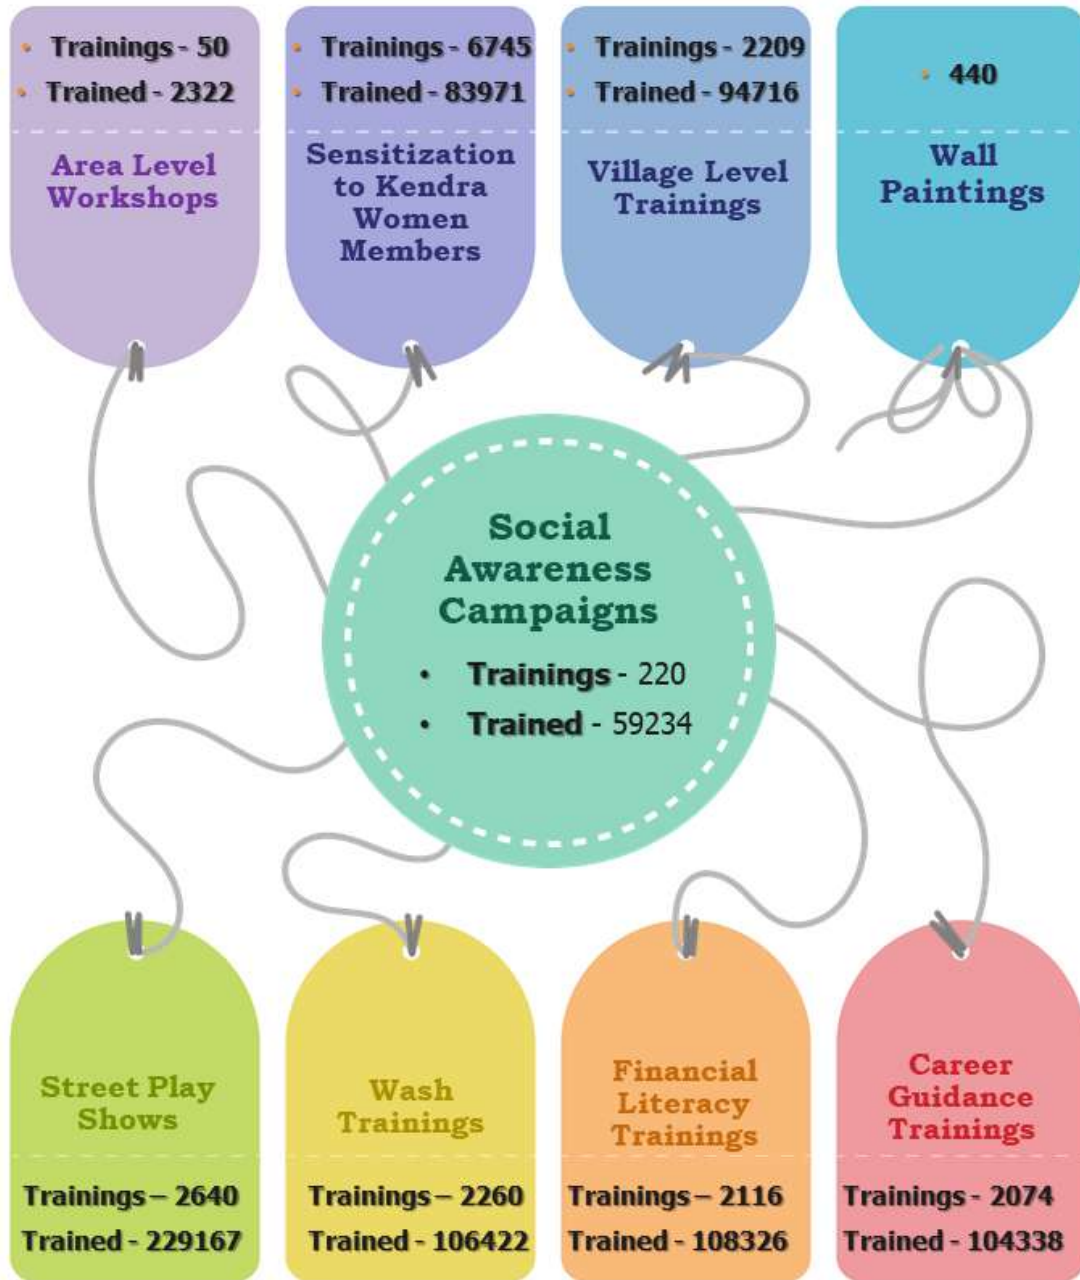 • Trainings - 50
• Trained - 2322
Area Level
Workshops
• Trainings - 6745
• Trained - 83971
Sensitization
to Kendra
Women
Members
• Trainings - 2209
• Trained - 94716
Village Level
Trainings
• 440
Wall
Paintings
Social
Awareness
Campaigns
• Trainings - 220
• Trained - 59234
Street Play
Shows
Trainings – 2640
Trained - 229167
Wash
Trainings
Trainings – 2260
Trained - 106422
Financial
Literacy
Trainings
Trainings – 2116
Trained - 108326
Career
Guidance
Trainings
Trainings - 2074
Trained - 104338